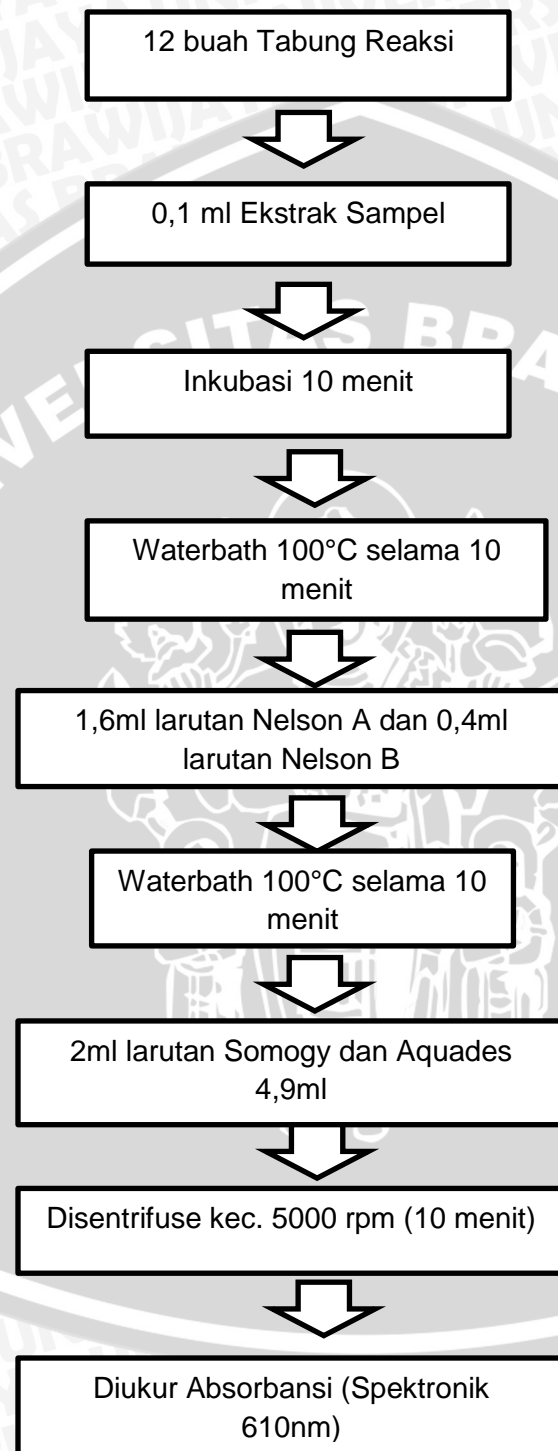 12 buah Tabung Reaksi
0,1 ml Ekstrak Sampel
Inkubasi 10 menit
Waterbath 100°C selama 10
menit
1,6ml larutan Nelson A dan 0,4ml
larutan Nelson B
Waterbath 100°C selama 10
menit
2ml larutan Somogy dan Aquades
4,9ml
Disentrifuse kec. 5000 rpm (10 menit)
Diukur Absorbansi (Spektronik
610nm)